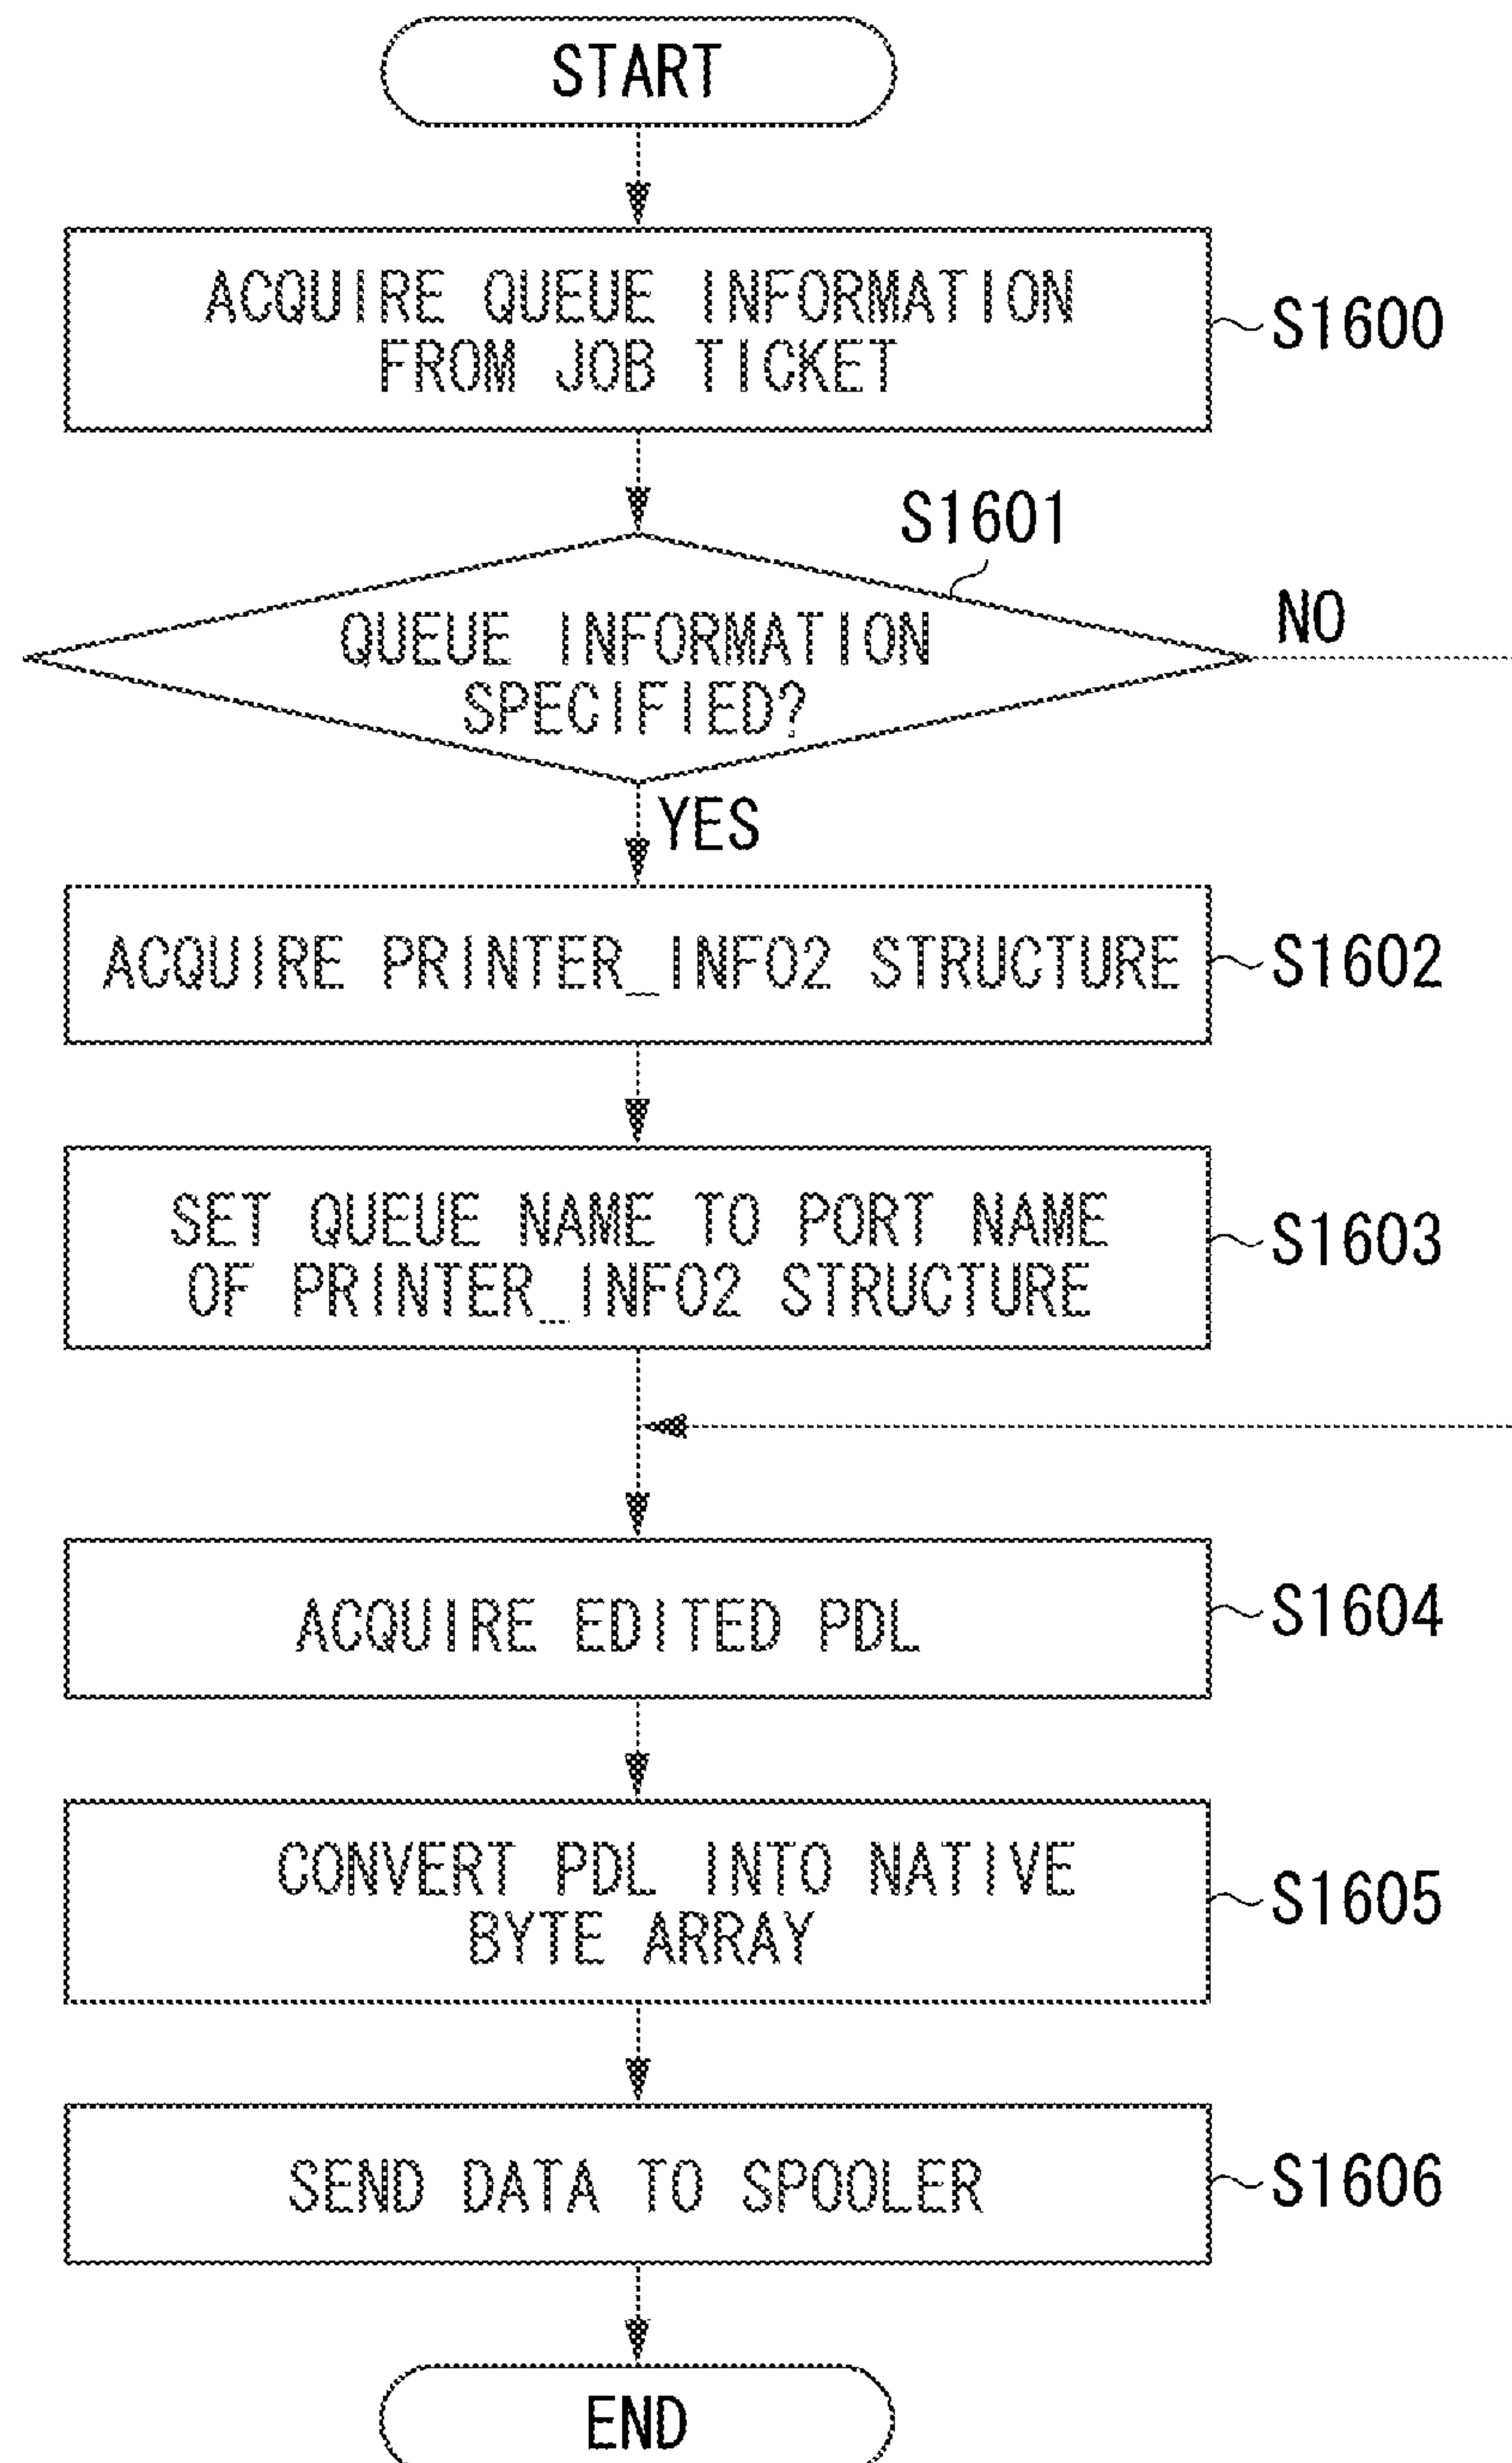 START
ACQUIRE QUEUE INFORMATION
FROM JOB TICKET
S1600
S1601
QUEUE INFORMATION
SPECIFIED?
NO
YES
ACQUIRE PRINTER_INFO2 STRUCTURE
S1602
SET QUEUE NAME TO PORT NAME
OF PRINTER_INFO2 STRUCTURE
S1603
ACQUIRE EDITED PDL
S1604
CONVERT PDL INTO NATIVE
BYTE ARRAY
S1605
SEND DATA TO SPOOLER
S1606
END